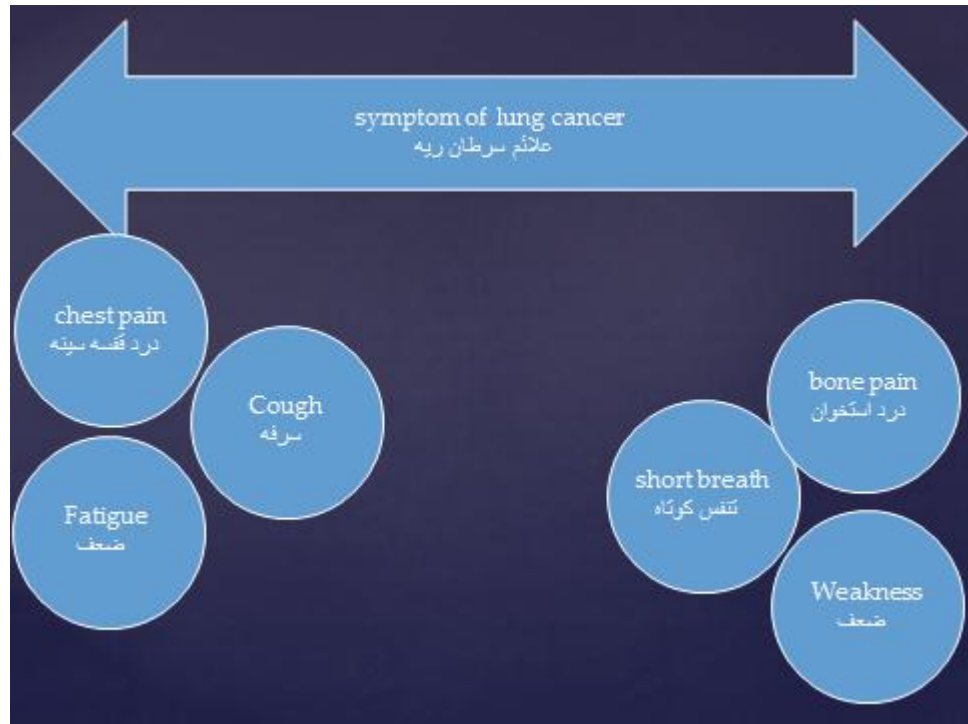 symptom of lung cancer
علائم سرطان ریه
chest pain
درد قفسه سینه
Cough
سرفه
Fatigue
ضعف
bone pain
درد استخوان
short breath
تنفس کوتاه
Weakness
ضعف